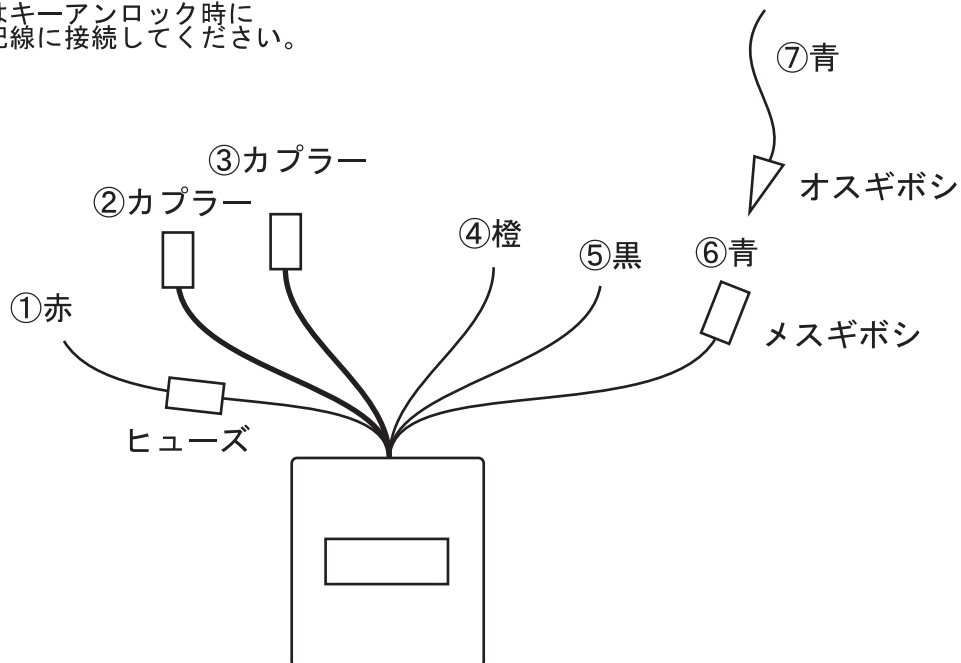 はキーアンロック時に
線に接続してください。
⑦青
③カプラー
②カプラー
オスギボシ
④橙
⑤黒
⑥青
①赤
メスギボシ
ヒューズ